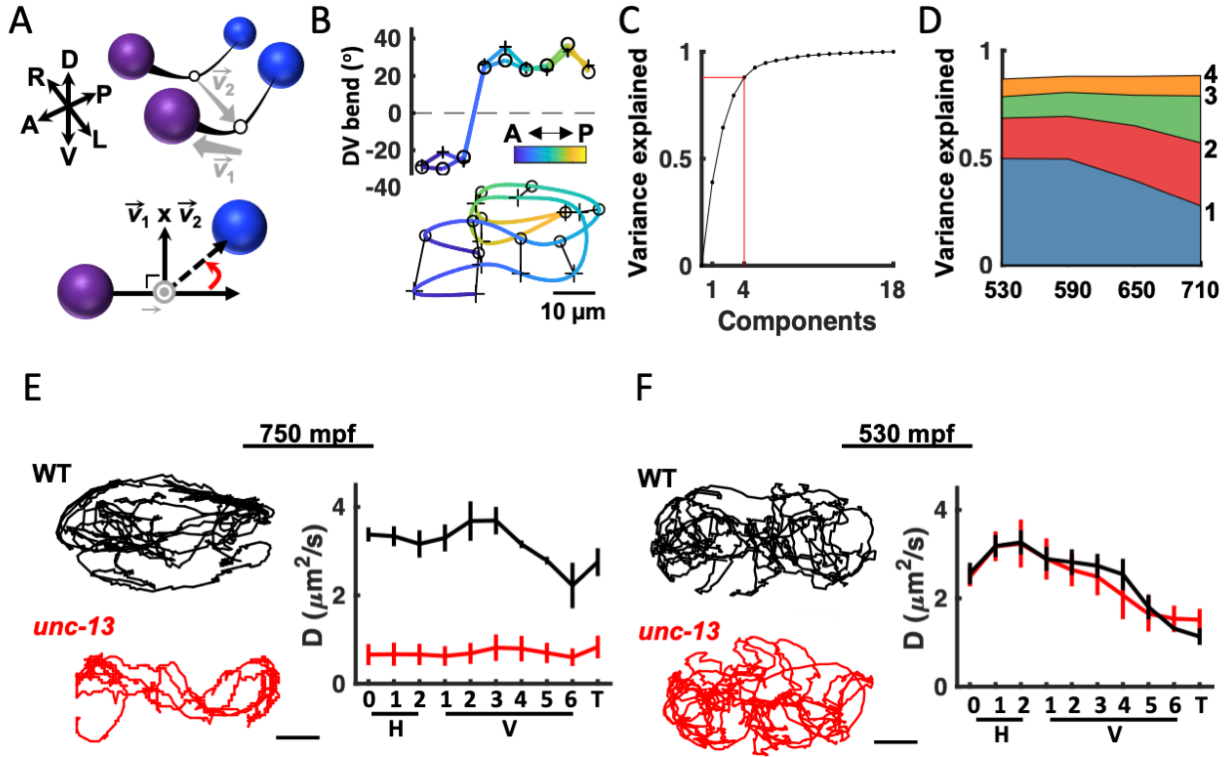 A
D
R
P
A
L
V
v₂
v₁
v₁ x v₂
B
DV bend (º)
40
20
0
-20
-40
A ↔ P
10 µm
C
Variance explained
1
0.5
0
1 4 18
Components
D
Variance explained
1
0.5
0
530 590 650 710
4
3
2
1
E
750 mpf
WT
unc-13
D (µm²/s)
4
2
0
0 1 2 1 2 3 4 5 6 T
H V
F
530 mpf
WT
unc-13
D (µm²/s)
4
2
0
0 1 2 1 2 3 4 5 6 T
H V